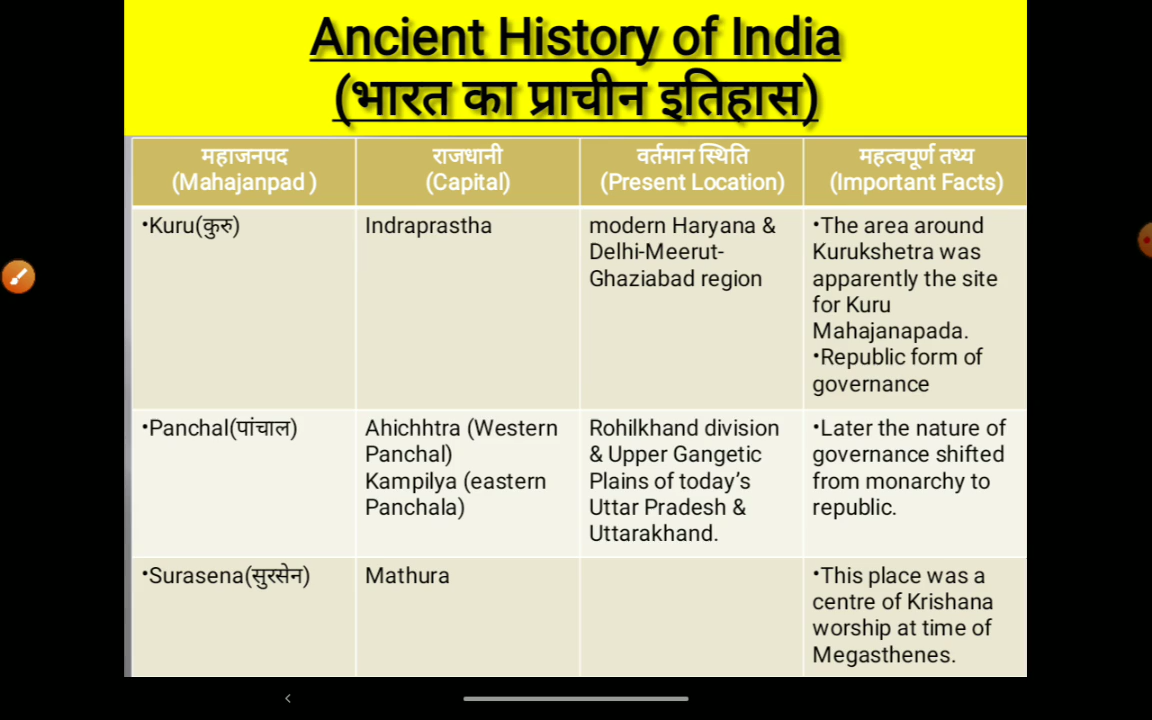 Ancient History of India
(भारत का प्राचीन इतिहास)
महाजनपद
(Mahajanpad )
राजधानी
(Capital)
वर्तमान स्थिति
(Present Location)
महत्वपूर्ण तथ्य
(Important Facts)
•Kuru(कुरु)
Indraprastha
modern Haryana &
Delhi-Meerut-
Ghaziabad region
•The area around
Kurukshetra was
apparently the site
for Kuru
Mahajanapada.
•Republic form of
governance
•Panchal(पांचाल)
Ahichhtra (Western
Panchal)
Kampilya (eastern
Panchala)
Rohilkhand division
& Upper Gangetic
Plains of today’s
Uttar Pradesh &
Uttarakhand.
•Later the nature of
governance shifted
from monarchy to
republic.
•Surasena(सुरसेन)
Mathura
•This place was a
centre of Krishana
worship at time of
Megasthenes.